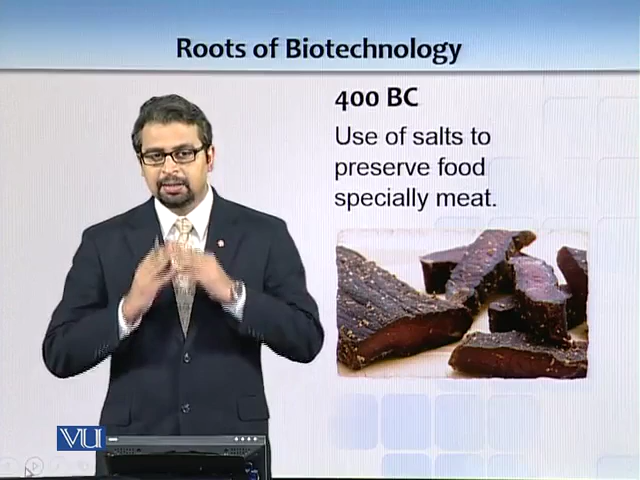 Roots of Biotechnology
400 BC
Use of salts to
preserve food
specially meat.
VU